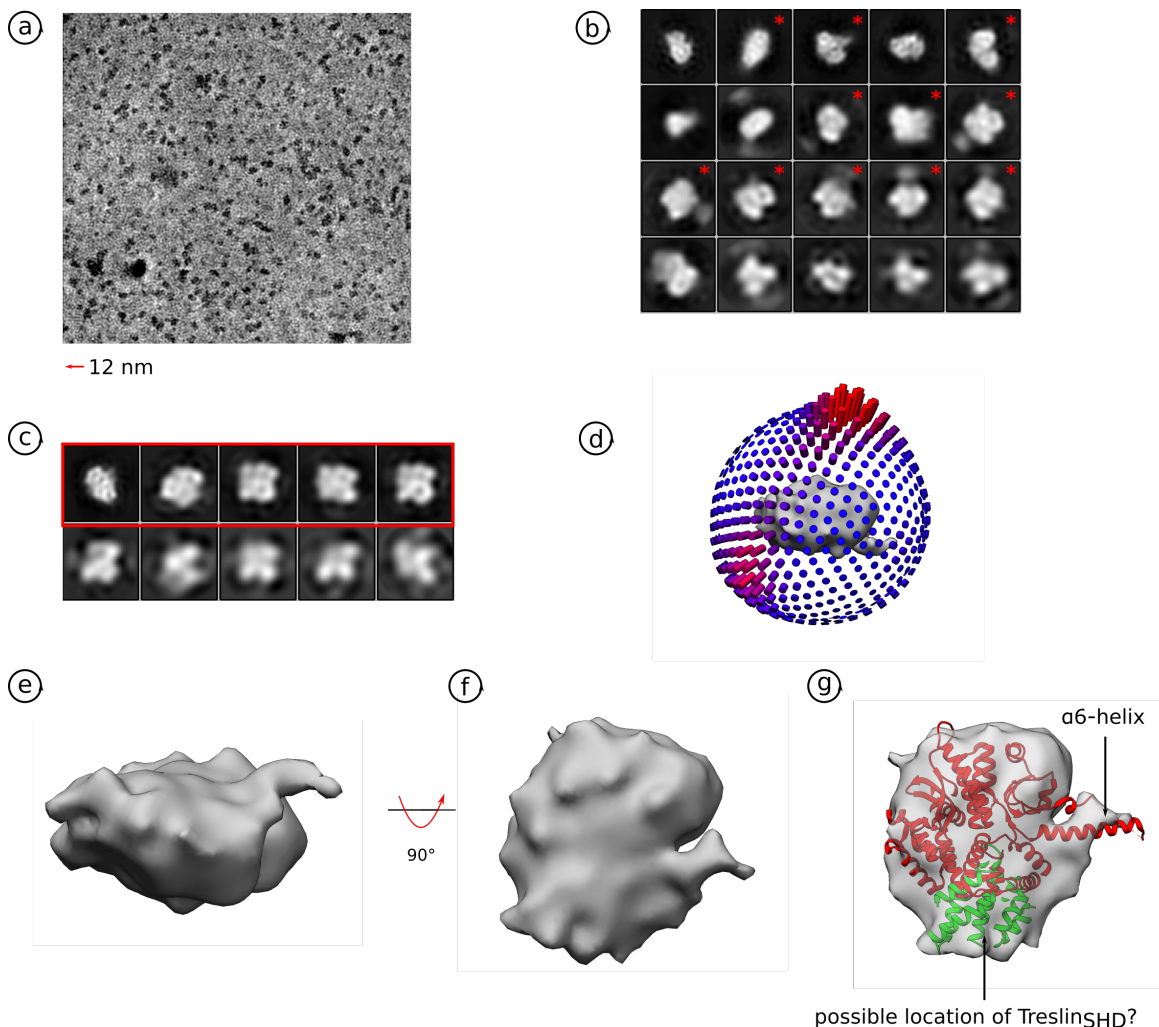 a
b
* * *
* * *
* * * * *
12 nm
c
d
e
f
g
90°
α6-helix
possible location of TreslinSHD?